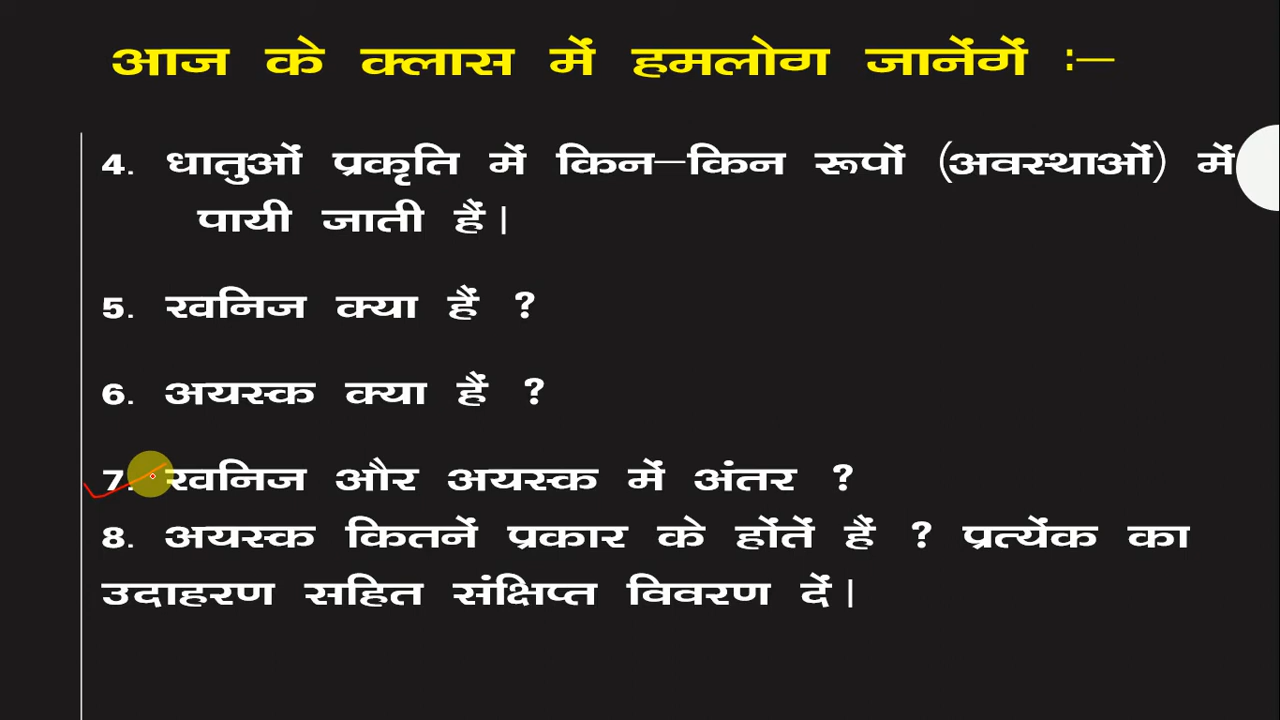 आज के क्लास में हमलोग जानेंगें :—
4. धातुओं प्रकृति में किन—किन रूपों (अवस्थाओं) में
पायी जाती हैं।
5. खनिज क्या हैं ?
6. अयस्क क्या हैं ?
7. खनिज और अयस्क में अंतर ?
8. अयस्क कितनें प्रकार के होंतें हैं ? प्रत्येंक का
उदाहरण सहित संक्षिप्त विवरण दें।